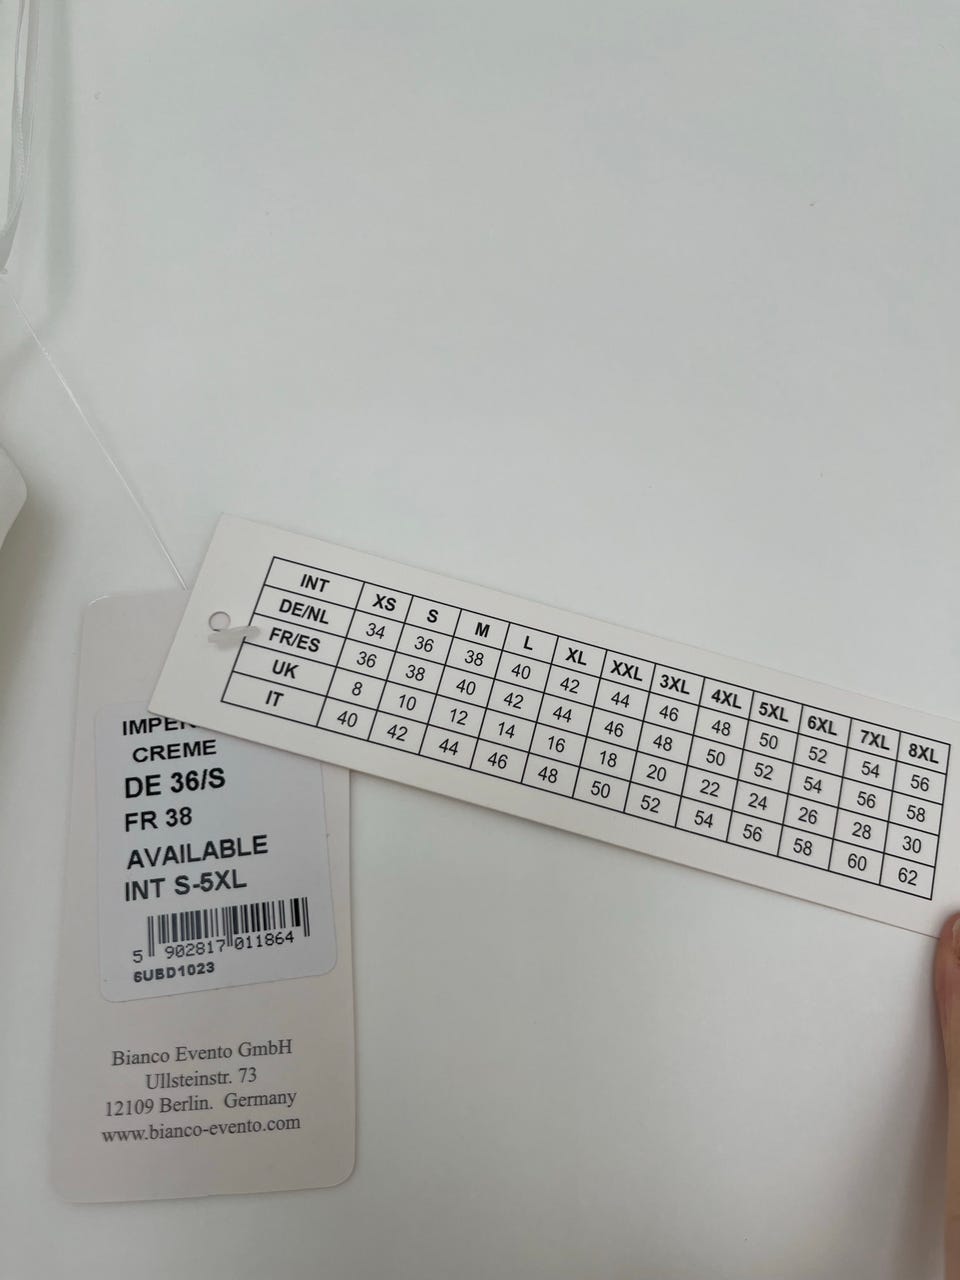 INT XS S M L XL XXL 3XL 4XL 5XL 6XL 7XL 8XL
DE/NL 34 36 38 40 42 44 46 48 50 52 54 56
FR/ES 36 38 40 42 44 46 48 50 52 54 56 58
UK 8 10 12 14 16 18 20 22 24 26 28 30
IT 40 42 44 46 48 50 52 54 56 58 60 62
CREME
DE 36/S
FR 38
AVAILABLE
INT S-5XL
5 902817 011864
6UBD1023
Bianco Evento GmbH
Ullsteinstr. 73
12109 Berlin. Germany
www.bianco-evento.com